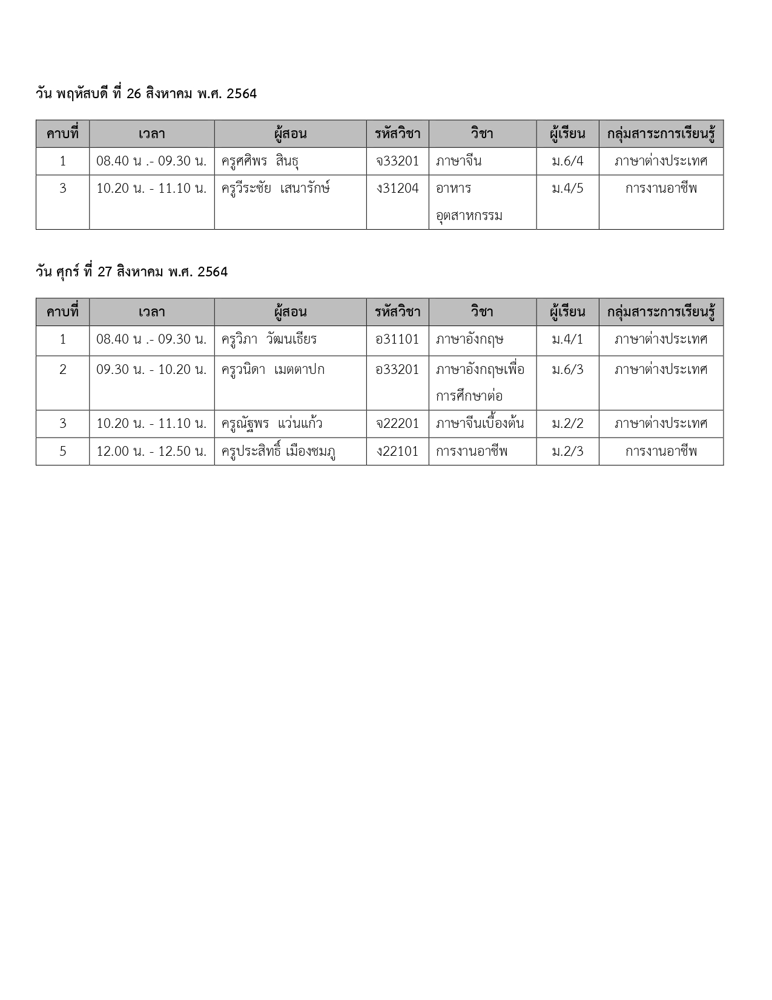 วัน พฤหัสบดี ที่ 26 สิงหาคม พ.ศ. 2564
คาบที่ เวลา ผู้สอน รหัสวิชา วิชา ผู้เรียน กลุ่มสาระการเรียนรู้
1 08.40 น .- 09.30 น. ครูศศิพร  สินธุ จ33201 ภาษาจีน ม.6/4 ภาษาต่างประเทศ
3 10.20 น. - 11.10 น. ครูวีระชัย  เสนารักษ์ ง31204 อาหาร ม.4/5 การงานอาชีพ
อุตสาหกรรม
วัน ศุกร์ ที่ 27 สิงหาคม พ.ศ. 2564
คาบที่ เวลา ผู้สอน รหัสวิชา วิชา ผู้เรียน กลุ่มสาระการเรียนรู้
1 08.40 น .- 09.30 น. ครูวิภา  วัฒนเธียร อ31101 ภาษาอังกฤษ ม.4/1 ภาษาต่างประเทศ
2 09.30 น. - 10.20 น. ครูวนิดา  เมตตาปก อ33201 ภาษาอังกฤษเพื่อ ม.6/3 ภาษาต่างประเทศ
การศึกษาต่อ
3 10.20 น. - 11.10 น. ครูณัฐพร  แว่นแก้ว จ22201 ภาษาจีนเบื้องต้น ม.2/2 ภาษาต่างประเทศ
5 12.00 น. - 12.50 น. ครูประสิทธิ์ เมืองชมภู ง22101 การงานอาชีพ ม.2/3 การงานอาชีพ